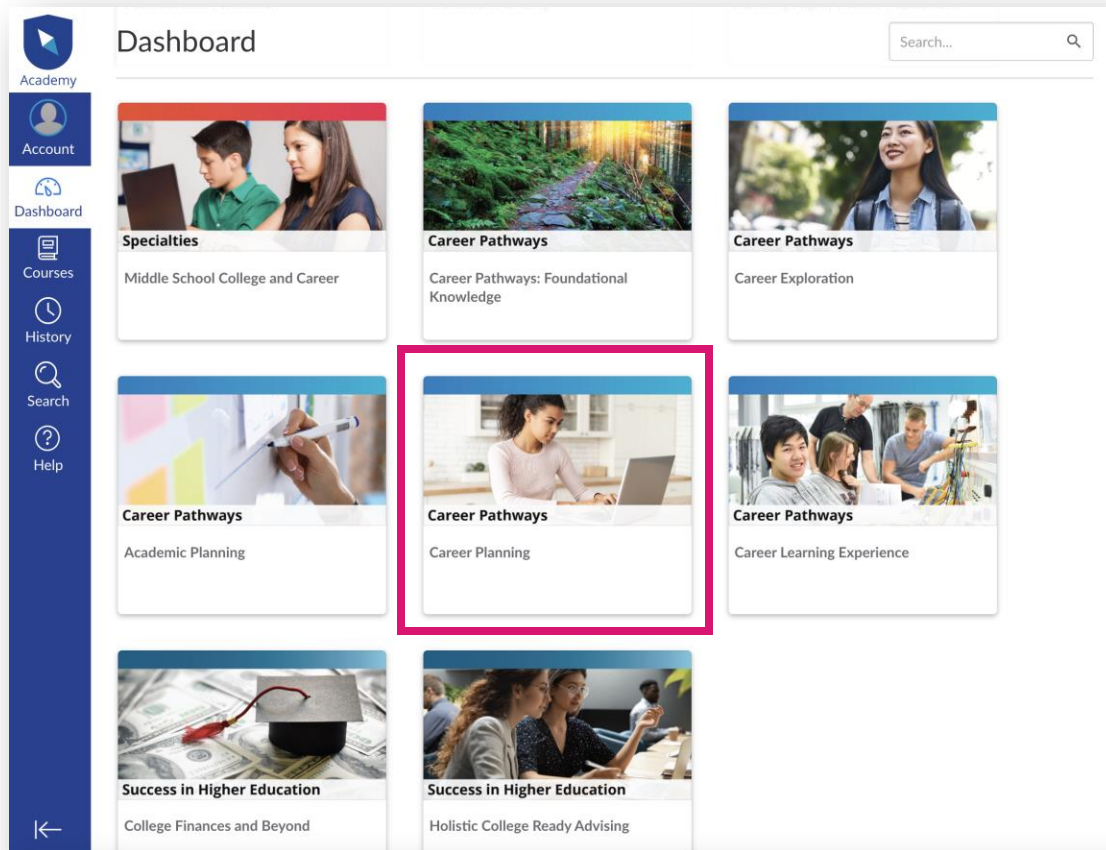 Academy
Account
Dashboard
Courses
History
Search
Help
Dashboard
Search...
Specialties
Middle School College and Career
Career Pathways
Career Pathways: Foundational
Knowledge
Career Pathways
Career Exploration
Career Pathways
Academic Planning
Career Pathways
Career Planning
Career Pathways
Career Learning Experience
Success in Higher Education
College Finances and Beyond
Success in Higher Education
Holistic College Ready Advising